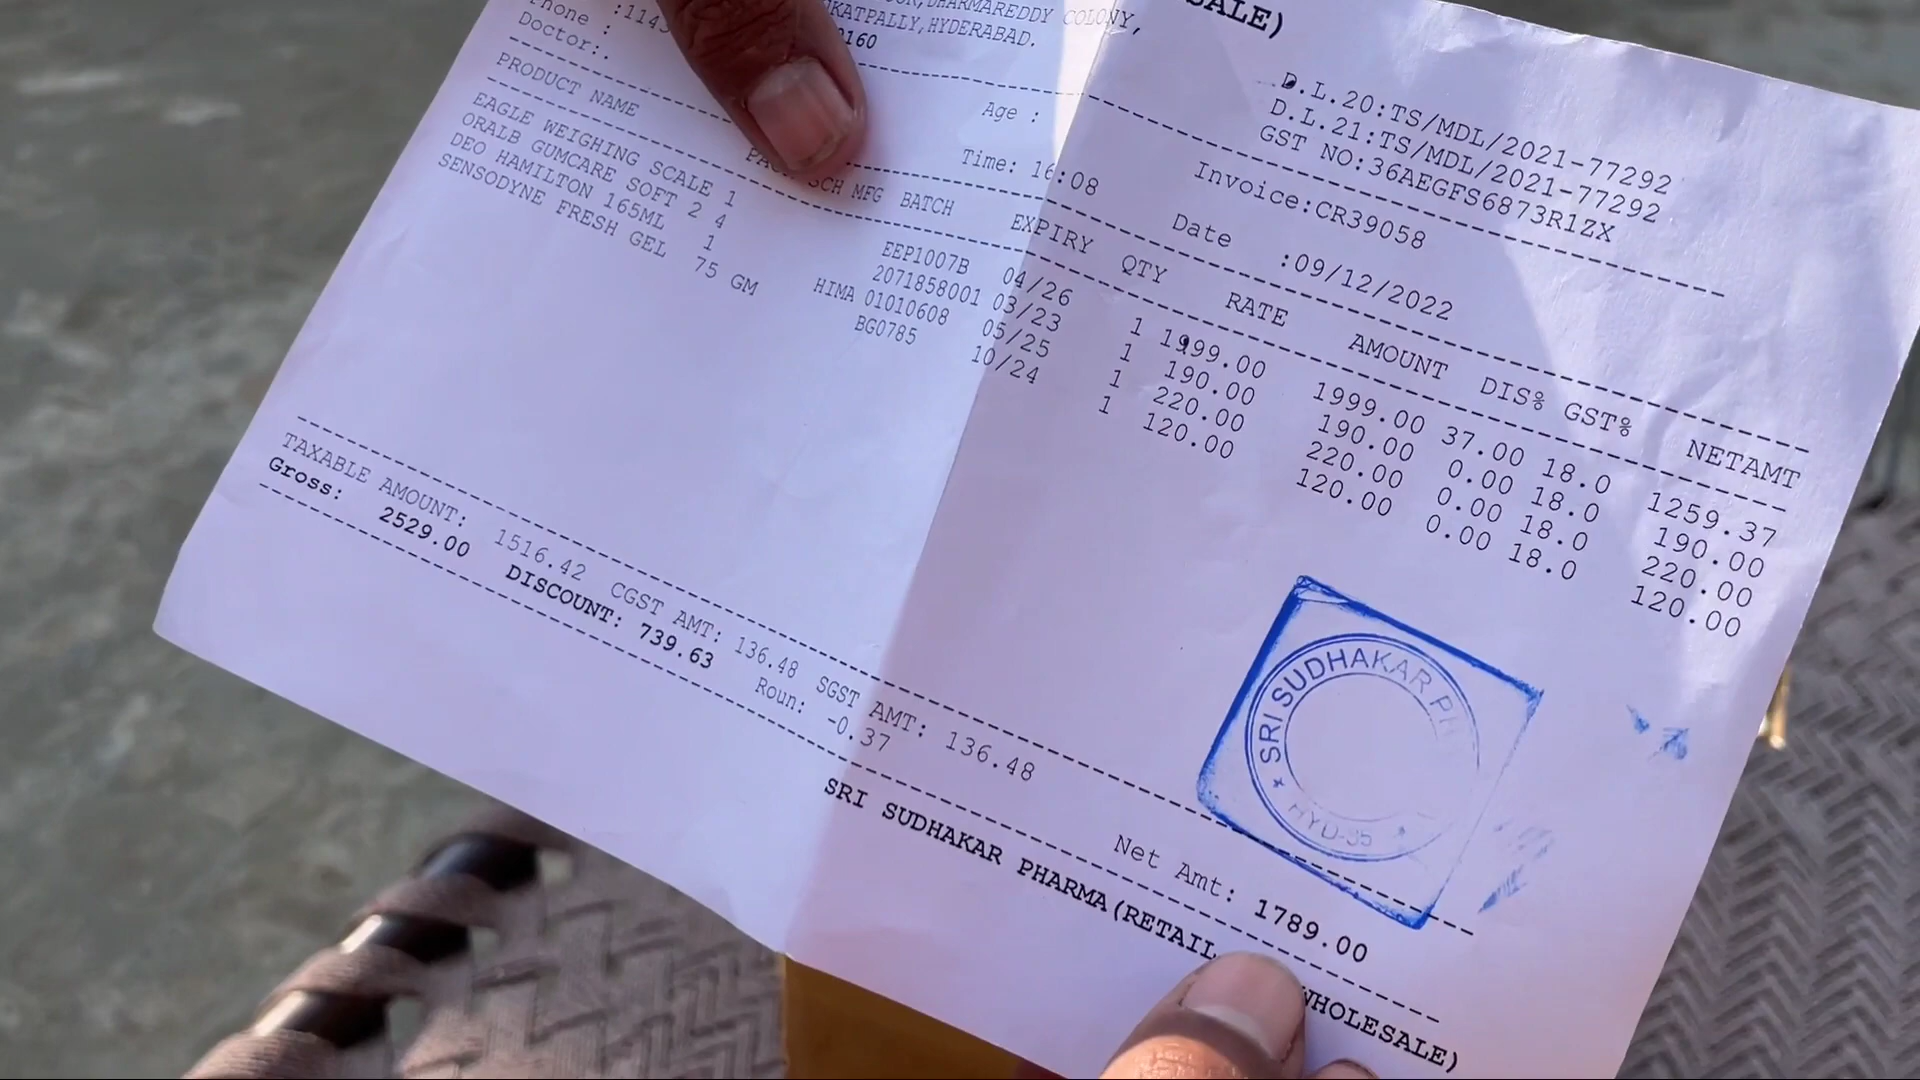 SALE)
DHARMAREDDY COLONY,
KATPALLY,HYDERABAD.
Phone :
Doctor:
Age :
Time: 16:08
D.L.20:TS/MDL/2021-77292
D.L.21:TS/MDL/2021-77292
GST NO:36AEGFS6873R1ZX
Invoice:CR39058
Date :09/12/2022
PRODUCT NAME SCH MFG BATCH EXPIRY QTY RATE AMOUNT DIS% GST% NETAMT
EAGLE WEIGHING SCALE 1 EEP1007B 04/26 1 1999.00 1999.00 37.00 18.0 1259.37
ORALB GUMCARE SOFT 2 4 2071858001 03/23 1 190.00 190.00 0.00 18.0 190.00
DEO HAMILTON 165ML 1 HIMA 01010608 05/25 1 220.00 220.00 0.00 18.0 220.00
SENSODYNE FRESH GEL 75 GM BG0785 10/24 1 120.00 120.00 0.00 18.0 120.00
TAXABLE AMOUNT: 1516.42 CGST AMT: 136.48 SGST AMT: 136.48
Gross: 2529.00 DISCOUNT: 739.63 Roun: -0.37 Net Amt: 1789.00
SRI SUDHAKAR PHARMA(RETAIL WHOLESALE)
SRI SUDHAKAR
HYD-35